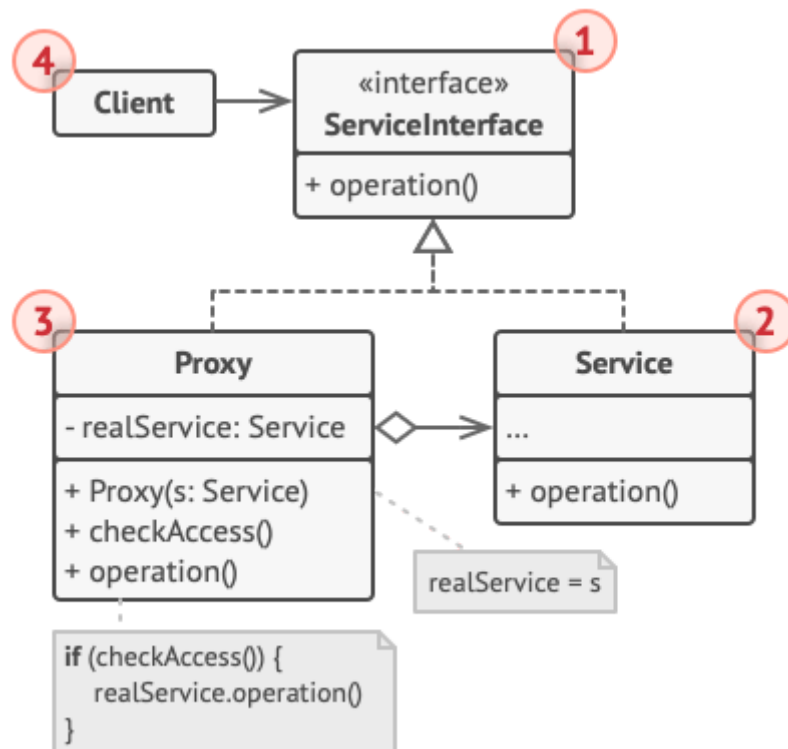 4
Client
1
«interface»
ServiceInterface
+ operation()
3
Proxy
- realService: Service
+ Proxy(s: Service)
+ checkAccess()
+ operation()
2
Service
...
+ operation()
realService = s
if (checkAccess()) {
realService.operation()
}